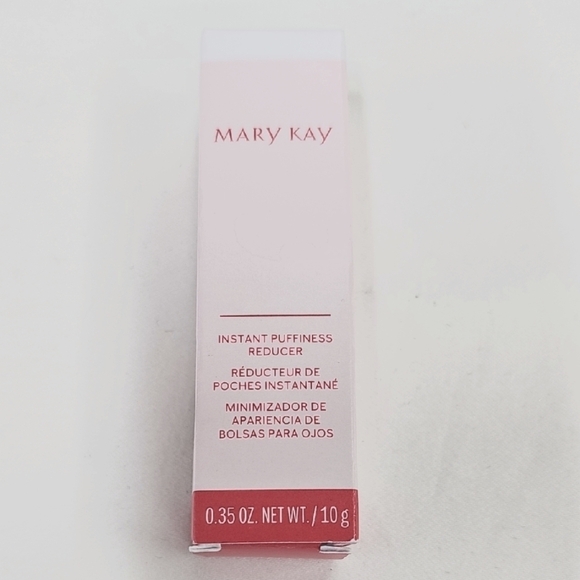 MARY KAY
INSTANT PUFFINESS
REDUCER
RÉDUCTEUR DE
POCHES INSTANTANÉ
MINIMIZADOR DE
APARIENCIA DE
BOLSAS PARA OJOS
0.35 OZ. NET WT. / 10 g